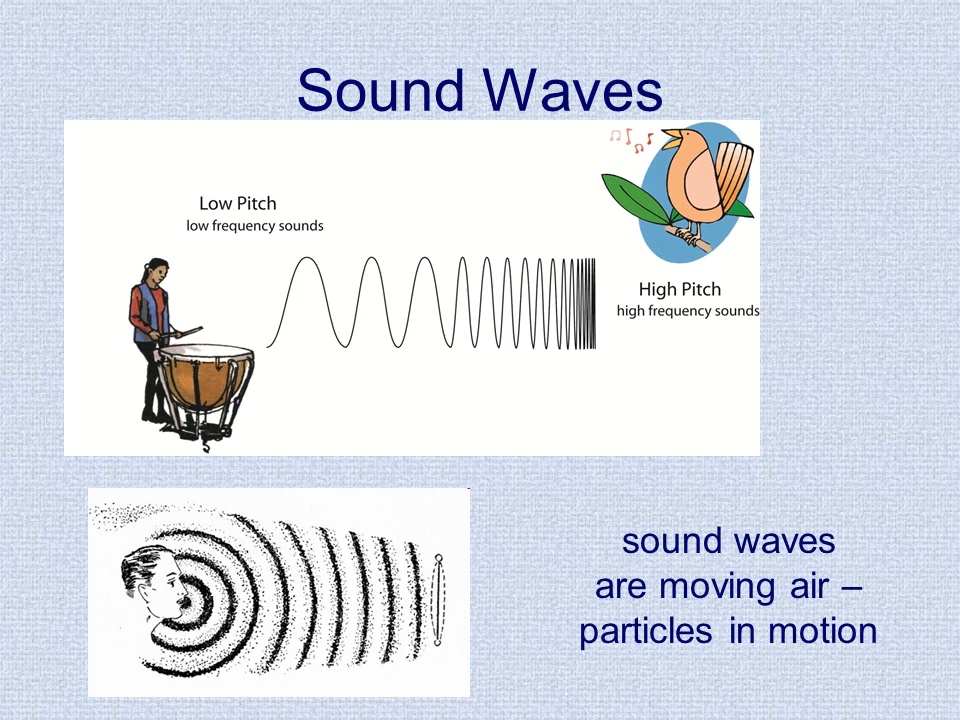 Sound Waves
Low Pitch
low frequency sounds
High Pitch
high frequency sounds
sound waves
are moving air –
particles in motion